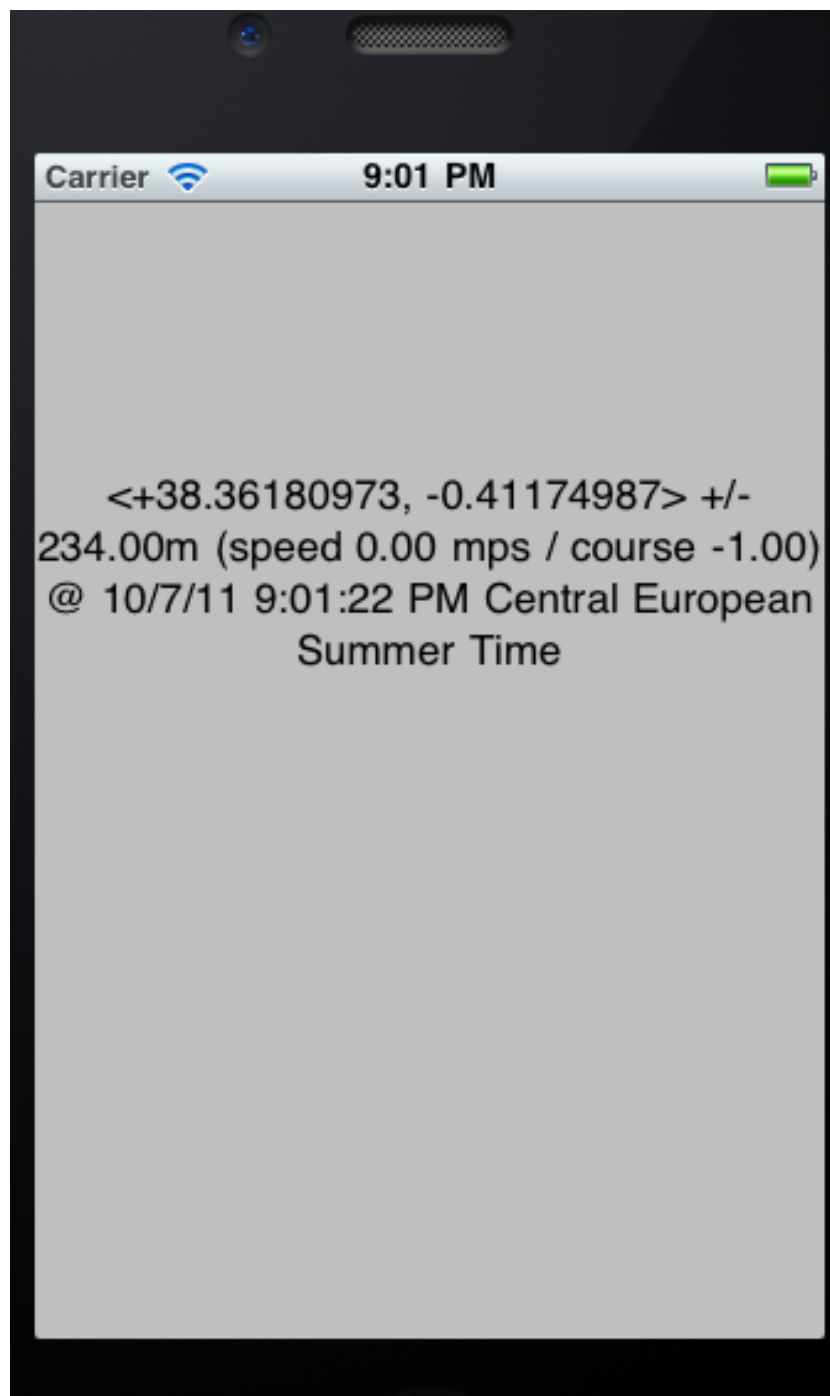 Carrier 9:01 PM
<+38.36180973, -0.41174987> +/-
234.00m (speed 0.00 mps / course -1.00)
@ 10/7/11 9:01:22 PM Central European
Summer Time